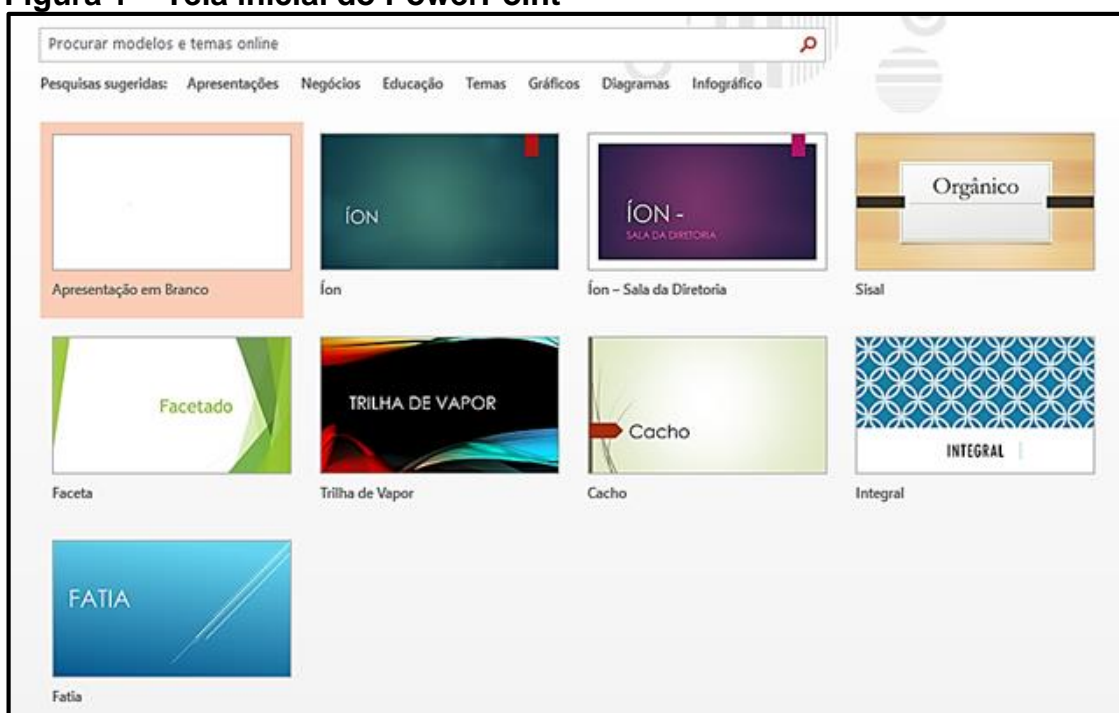 Figura 1 – Tela inicial do PowerPoint
Procurar modelos e temas online
Pesquisas sugeridas: Apresentações Negócios Educação Temas Gráficos Diagramas Infográfico
ÍON
ÍON -
SALA DA DIRETORIA
Orgânico
Apresentação em Branco
Íon
Íon – Sala da Diretoria
Sisal
Facetado
TRILHA DE VAPOR
Cacho
INTEGRAL
Faceta
Trilha de Vapor
Cacho
Integral
FATIA
Fatia